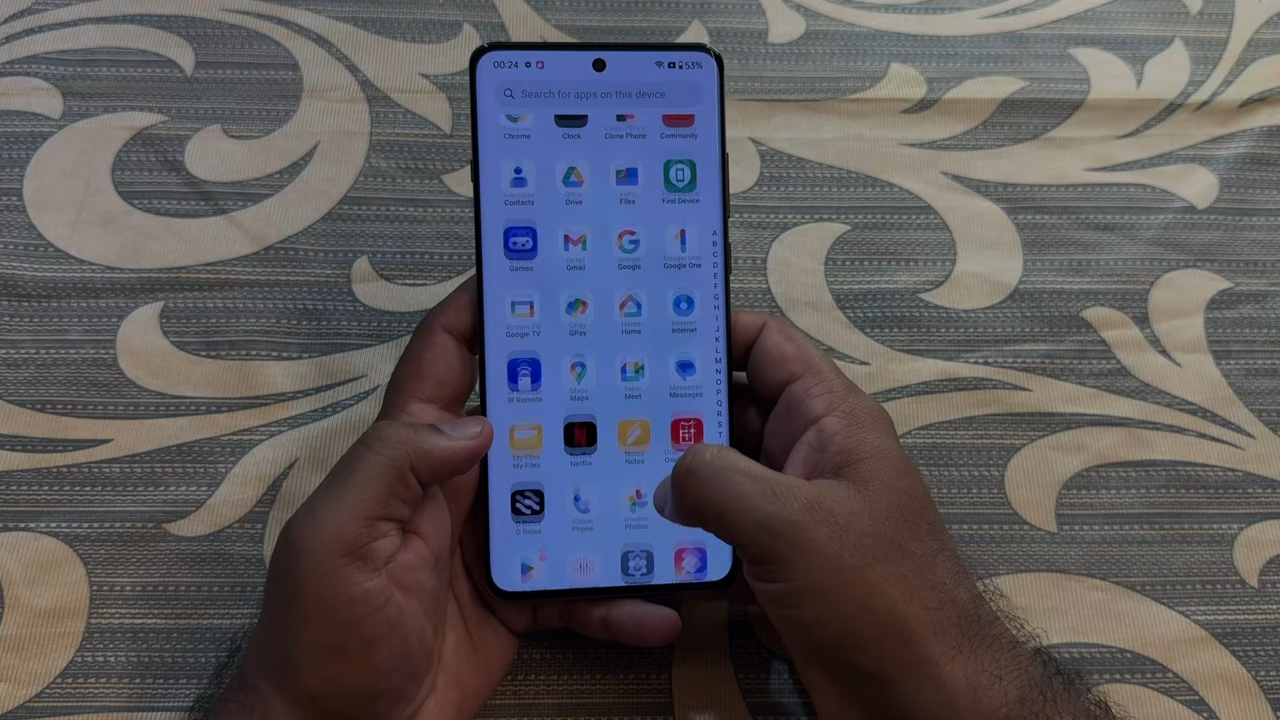 00:24 53%
Search for apps on this device
Chrome Clock Clone Phone Community
Contacts Drive Files Find Device
Games Gmail Google Google One
Google TV GPay Home Internet
IR Remote Maps Meet Messages
My Files Netflix Notes
O Relax Phone Photos
A
B
C
D
E
F
G
H
I
J
K
L
M
N
O
P
Q
R
S
T